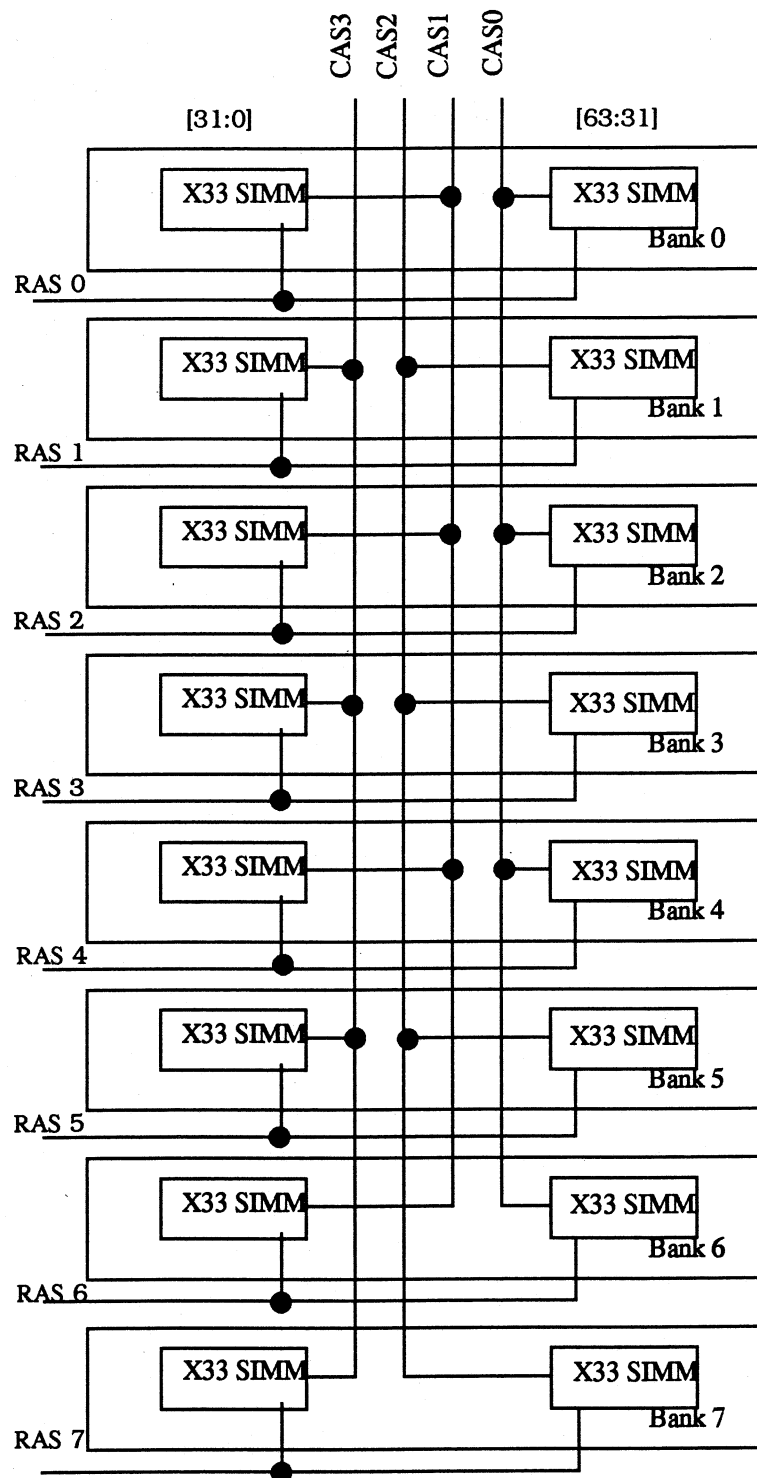 CAS3
CAS2
CAS1
CAS0
[31:0]
[63:31]
X33 SIMM
X33 SIMM
Bank 0
RAS 0
X33 SIMM
X33 SIMM
Bank 1
RAS 1
X33 SIMM
X33 SIMM
Bank 2
RAS 2
X33 SIMM
X33 SIMM
Bank 3
RAS 3
X33 SIMM
X33 SIMM
Bank 4
RAS 4
X33 SIMM
X33 SIMM
Bank 5
RAS 5
X33 SIMM
X33 SIMM
Bank 6
RAS 6
X33 SIMM
X33 SIMM
Bank 7
RAS 7